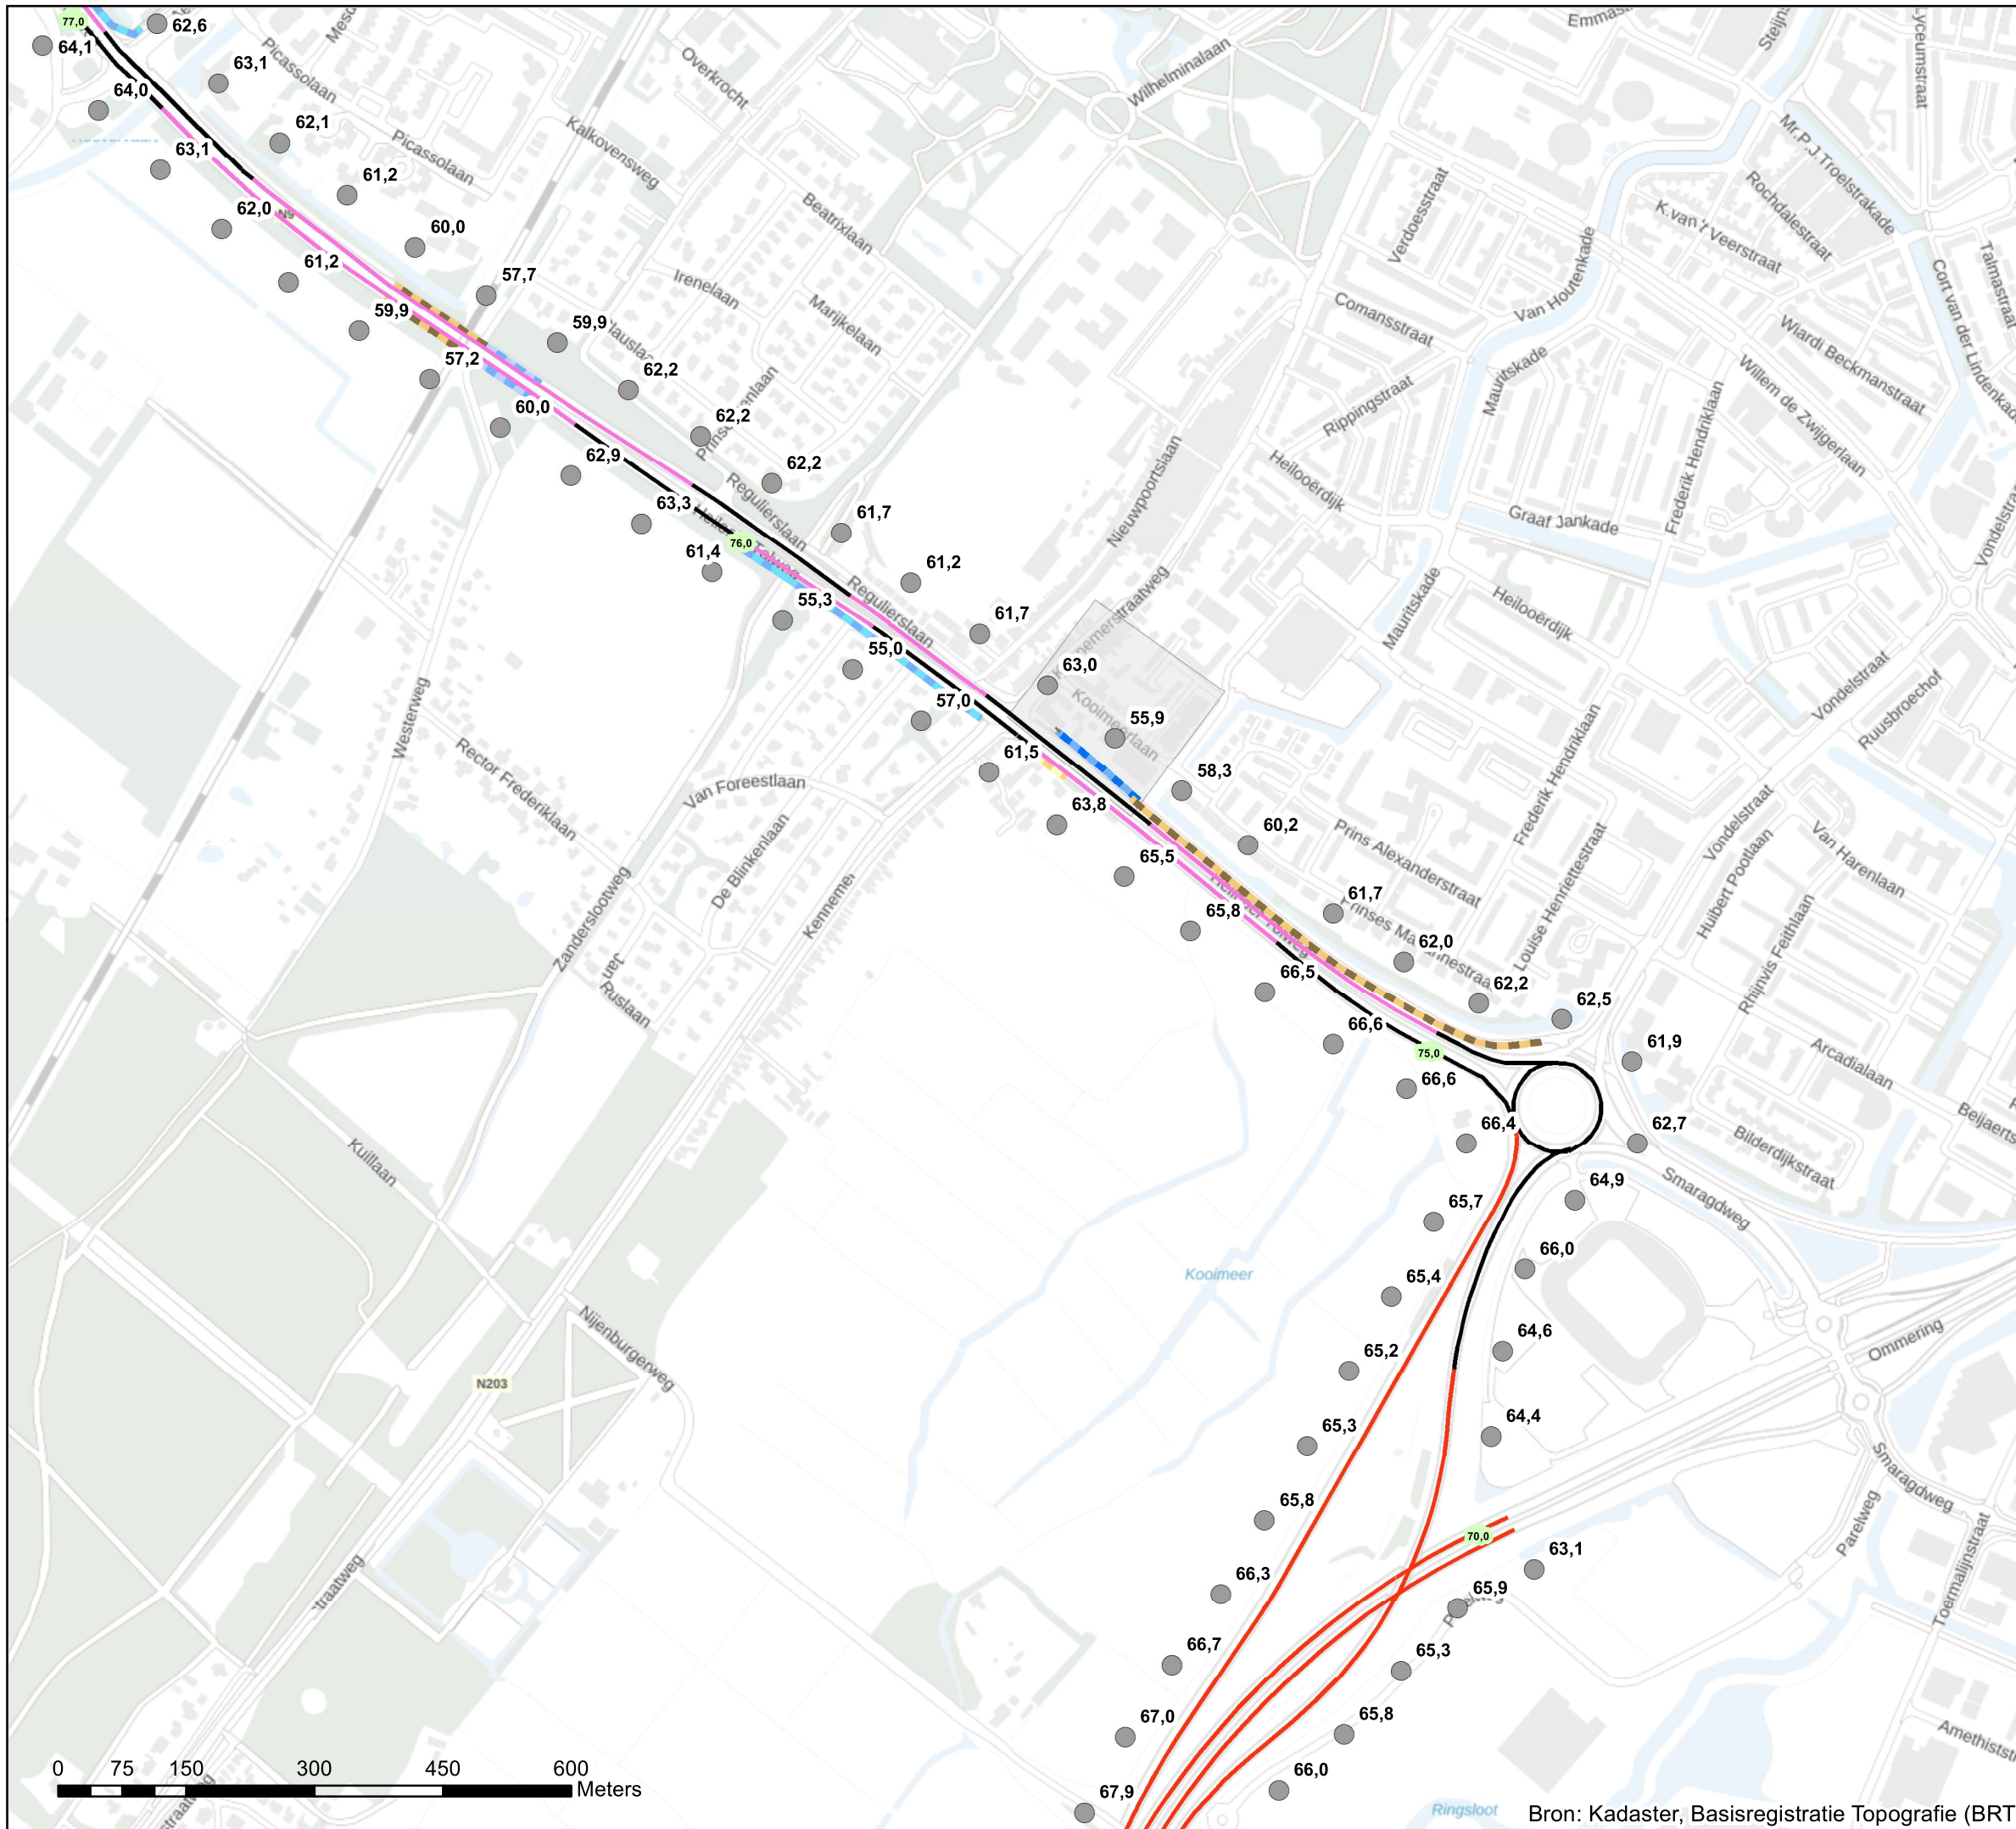 77,0
62,6
64,1
63,1
64,0
62,1
63,1
61,2
62,0
N9
60,0
61,2
57,7
59,9
59,9
57,2
62,2
60,0
62,2
62,9
62,2
63,3
61,7
76,0
61,4
61,2
55,3
61,7
55,0
63,0
57,0
55,9
61,5
58,3
63,8
60,2
65,5
61,7
65,8
62,0
66,5
62,2
62,5
66,6
75,0
61,9
66,6
66,4
62,7
64,9
65,7
66,0
65,4
64,6
65,2
64,4
65,3
65,8
70,0
63,1
66,3
65,9
66,7
65,3
67,0
65,8
66,0
67,9
Picassolaan
Picassolaan
Overkrocht
Kalkovensweg
Wilhelminalaan
Beatrixlaan
Irenelaan
Marijkelaan
Regulierslaan
Regulierslaan
Nieuwpoortslaan
Verdoesstraat
Comansstraat
Rippingstraat
Heilooërdijk
Van Houtenkade
Mauritskade
Mauritskade
Graaf Jankade
Heilooërdijk
Frederik Hendriklaan
Frederik Hendriklaan
Lyceumstraat
Mr.P.J.Troelstrakade
Rochdalestraat
K.van 't Veerstraat
Talmastraat
Wiardi Beckmanstraat
Willem de Zwijgerlaan
Vondelstraat
Ruusbroechof
Vondelstraat
Van Harenlaan
Huibert Pootlaan
Rhijnvis Feithlaan
Louise Henriettestraat
Prins Alexanderstraat
Arcadialaan
Bilderdijkstraat
Smaragdweg
Ommering
Smaragdweg
Parelweg
Toermalijnstraat
Westerweg
Rector Frederiklaan
Van Foreestlaan
De Blinkenlaan
Zanderslootweg
Jan
Ruslaan
Kuillaan
Nijenburgerweg
N203
Kooimeer
Ringsloot
0 75 150 300 450 600
Meters
Bron: Kadaster, Basisregistratie Topografie (BRT